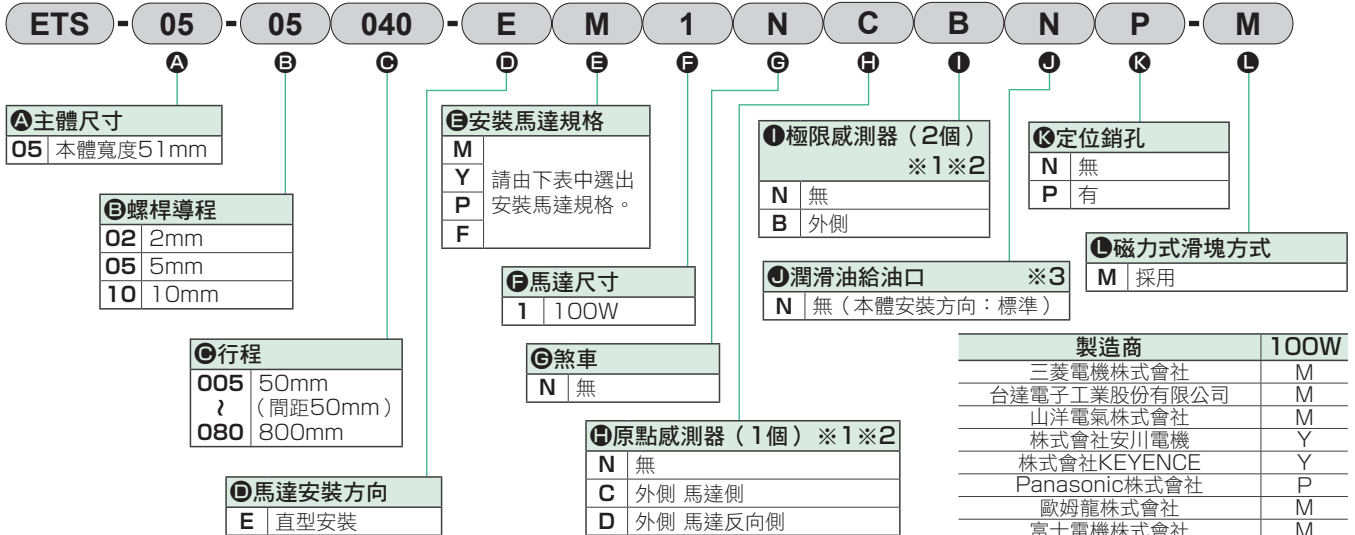 ETS - 05 - 05 040 - E M 1 N C B N P - M
A B C D E F G H I J K L
A主體尺寸
05 本體寬度51mm
B螺桿導程
02 2mm
05 5mm
10 10mm
C行程
005 50mm
~ （間距50mm）
080 800mm
D馬達安裝方向
E 直型安裝
E安裝馬達規格
M
Y 請由下表中選出
P 安裝馬達規格。
F
F馬達尺寸
1 100W
G煞車
N 無
H原點感測器（1個） ※1※2
N 無
C 外側 馬達側
D 外側 馬達反向側
I極限感測器（2個）
※1※2
N 無
B 外側
J潤滑油給油口 ※3
N 無（本體安裝方向：標準）
K定位銷孔
N 無
P 有
L磁力式滑塊方式
M 採用
製造商 100W
三菱電機株式會社 M
台達電子工業股份有限公司 M
山洋電氣株式會社 M
株式會社安川電機 Y
株式會社KEYENCE Y
Panasonic株式會社 P
歐姆龍株式會社 M
富士電機株式會社 M